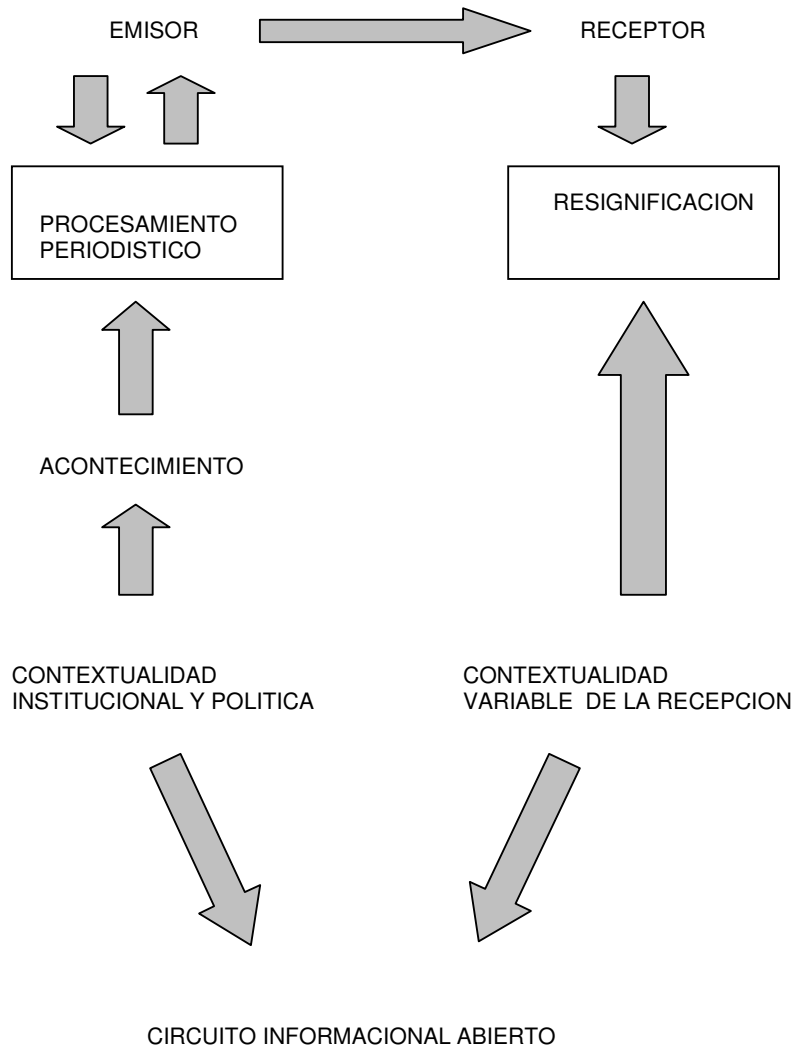 EMISOR
RECEPTOR
PROCESAMIENTO
PERIODISTICO
RESIGNIFICACION
ACONTECIMIENTO
CONTEXTUALIDAD
INSTITUCIONAL Y POLITICA
CONTEXTUALIDAD
VARIABLE DE LA RECEPCION
CIRCUITO INFORMACIONAL ABIERTO